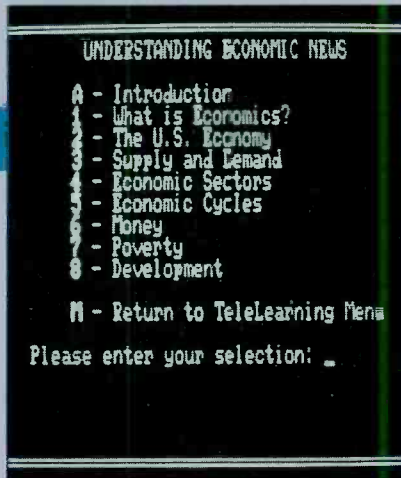 UNDERSTANDING ECONOMIC NEWS
A - Introduction
1 - What is Economics?
2 - The U.S. Economy
3 - Supply and Demand
4 - Economic Sectors
5 - Economic Cycles
6 - Money
7 - Poverty
8 - Development
M - Return to TeleLearning Menu
Please enter your selection: _